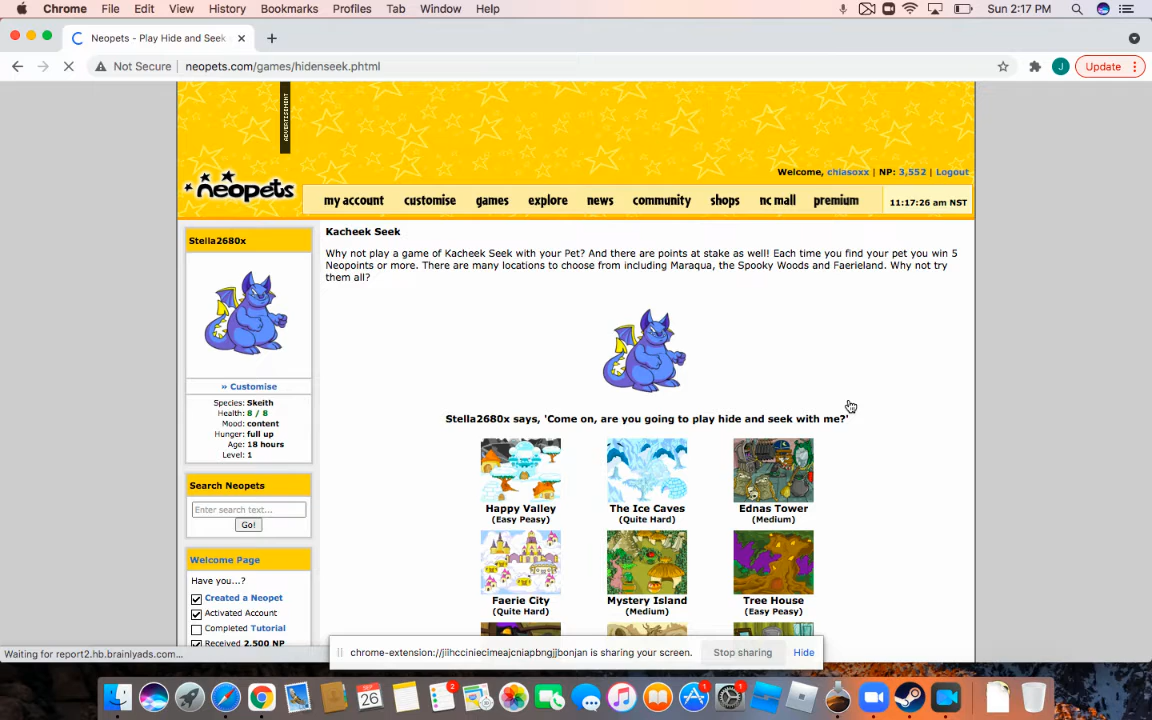 Chrome File Edit View History Bookmarks Profiles Tab Window Help Sun 2:17 PM
Neopets - Play Hide and Seek
Not Secure neopets.com/games/hidenseek.phtml J Update
ADVERTISEMENT
Welcome, chiasoxx | NP: 3,552 | Logout
neopets
my account customise games explore news community shops nc mall premium 11:17:26 am NST
Stella2680x
» Customise
Species: Skeith
Health: 8 / 8
Mood: content
Hunger: full up
Age: 18 hours
Level: 1
Search Neopets
Enter search text...
Go!
Welcome Page
Have you...?
Created a Neopet
Activated Account
Completed Tutorial
Received 2,500 NP
Kacheek Seek
Why not play a game of Kacheek Seek with your Pet? And there are points at stake as well! Each time you find your pet you win 5
Neopoints or more. There are many locations to choose from including Maraqua, the Spooky Woods and Faerieland. Why not try
them all?
Stella2680x says, 'Come on, are you going to play hide and seek with me?'
Happy Valley The Ice Caves Ednas Tower
(Easy Peasy) (Quite Hard) (Medium)
Faerie City Mystery Island Tree House
(Quite Hard) (Medium) (Easy Peasy)
Waiting for report2.hb.brainlyads.com...
chrome-extension://jiihcciniecimeajcniapbngjjbonjan is sharing your screen. Stop sharing Hide
26
2
1
1